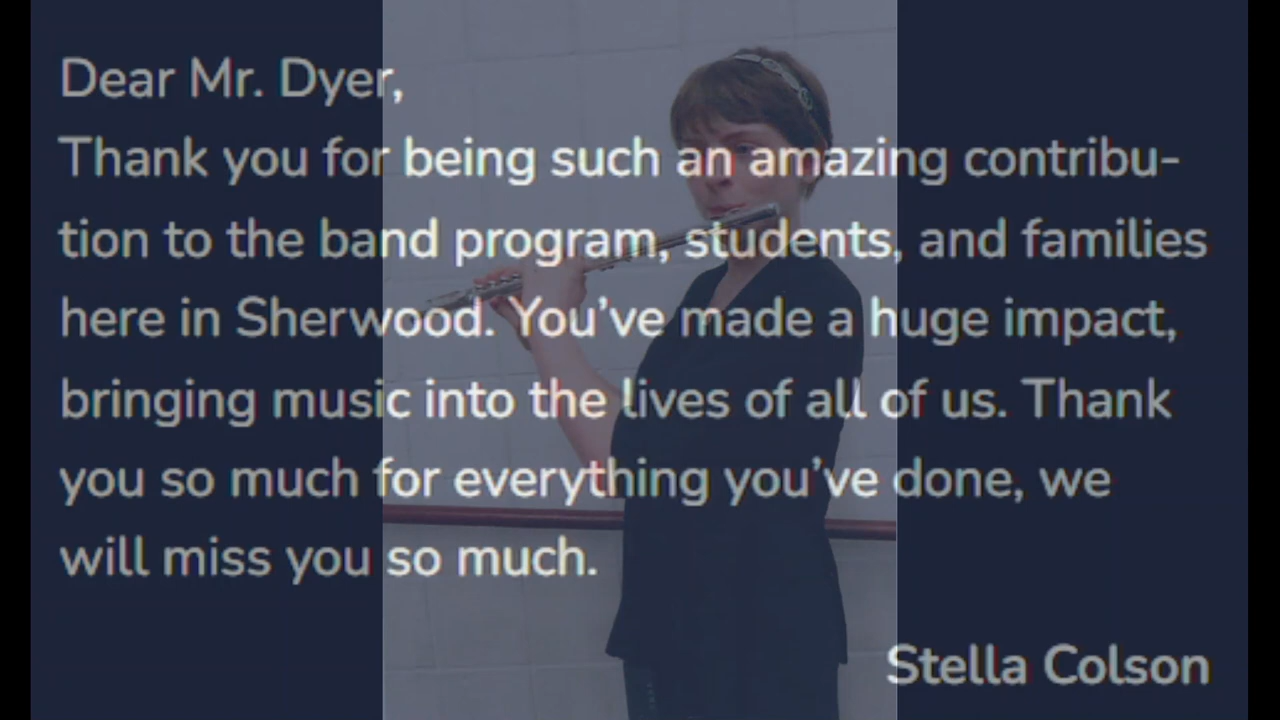 Dear Mr. Dyer,
Thank you for being such an amazing contribu-
tion to the band program, students, and families
here in Sherwood. You’ve made a huge impact,
bringing music into the lives of all of us. Thank
you so much for everything you’ve done, we
will miss you so much.
Stella Colson